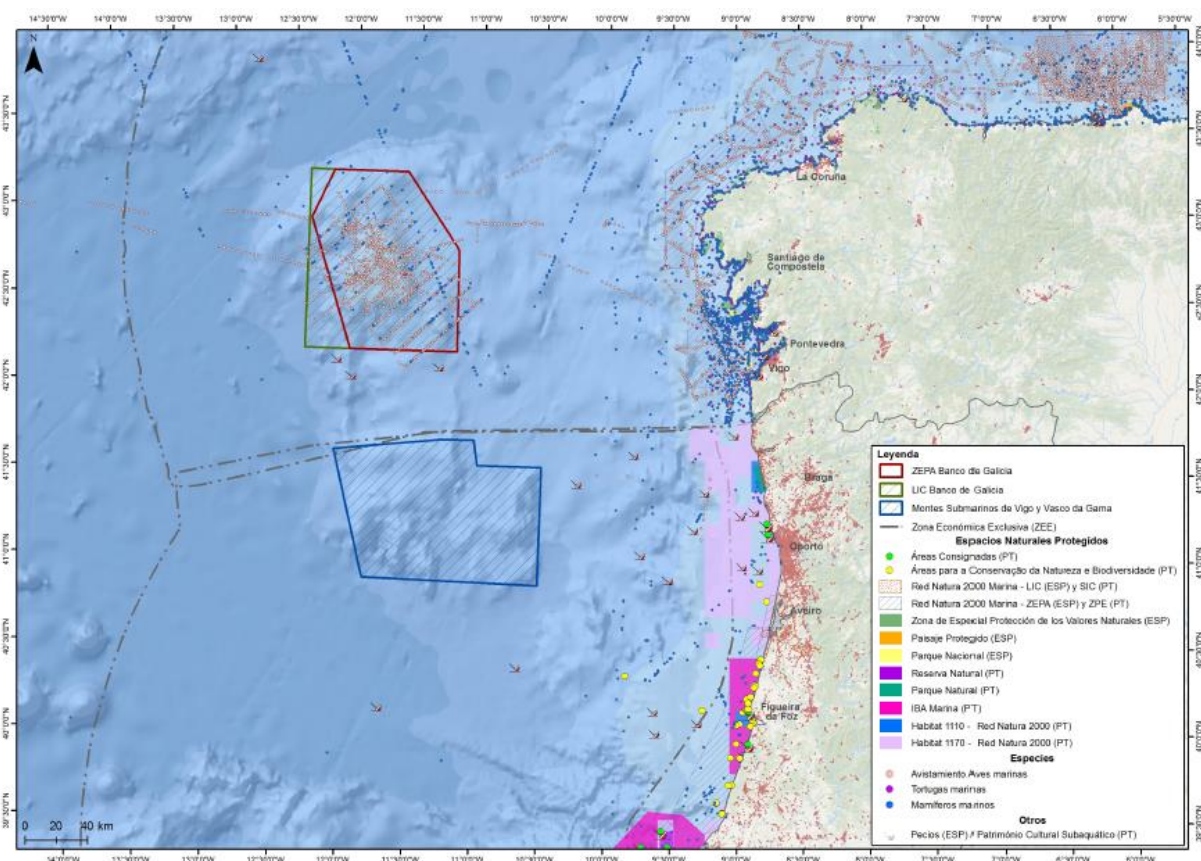 14°30'0"W 13°30'0"W 12°30'0"W 12°0'0"W 11°30'0"W 11°0'0"W 10°30'0"W 10°0'0"W 9°30'0"W 9°0'0"W 8°30'0"W 8°0'0"W 7°30'0"W 7°0'0"W 6°30'0"W 6°0'0"W 5°30'0"W
N
La Coruña
Santiago de
Compostela
Pontevedra
Vigo
Braga
Oporto
Aveiro
Figueira
da Foz
Leyenda
ZEPA Banco de Galicia
LIC Banco de Galicia
Montes Submarinos de Vigo y Vasco da Gama
Zona Económica Exclusiva (ZEE)
Espacios Naturales Protegidos
Áreas Consignadas (PT)
Áreas para a Conservação da Natureza e Biodiversidade (PT)
Red Natura 2000 Marina - LIC (ESP) y SIC (PT)
Red Natura 2000 Marina - ZEPA (ESP) y ZPE (PT)
Zona de Especial Protección de los Valores Naturales (ESP)
Paisaje Protegido (ESP)
Parque Nacional (ESP)
Reserva Natural (PT)
Parque Natural (PT)
IBA Marina (PT)
Habitat 1110 - Red Natura 2000 (PT)
Habitat 1170 - Red Natura 2000 (PT)
Especies
Avistamiento Aves marinas
Tortugas marinas
Mamíferos marinos
Otros
Pecios (ESP) / Património Cultural Subaquático (PT)
0 20 40 km